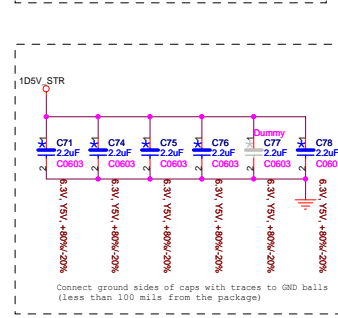 1D5V_STR
Dummy
1 C71 1 C74 1 C75 1 C76 1 C77 1 C78
2.2uF 2.2uF 2.2uF 2.2uF 2.2uF 2.2uF
2 C0603 2 C0603 2 C0603 2 C0603 2 C0603 2 C060
6.3V, Y5V, +80%/-20% 6.3V, Y5V, +80%/-20% 6.3V, Y5V, +80%/-20% 6.3V, Y5V, +80%/-20% 6.3V, Y5V, +80%/-20% 6.3V, Y5V, +80%/-20%
Connect ground sides of caps with traces to GND balls
(less than 100 mils from the package)